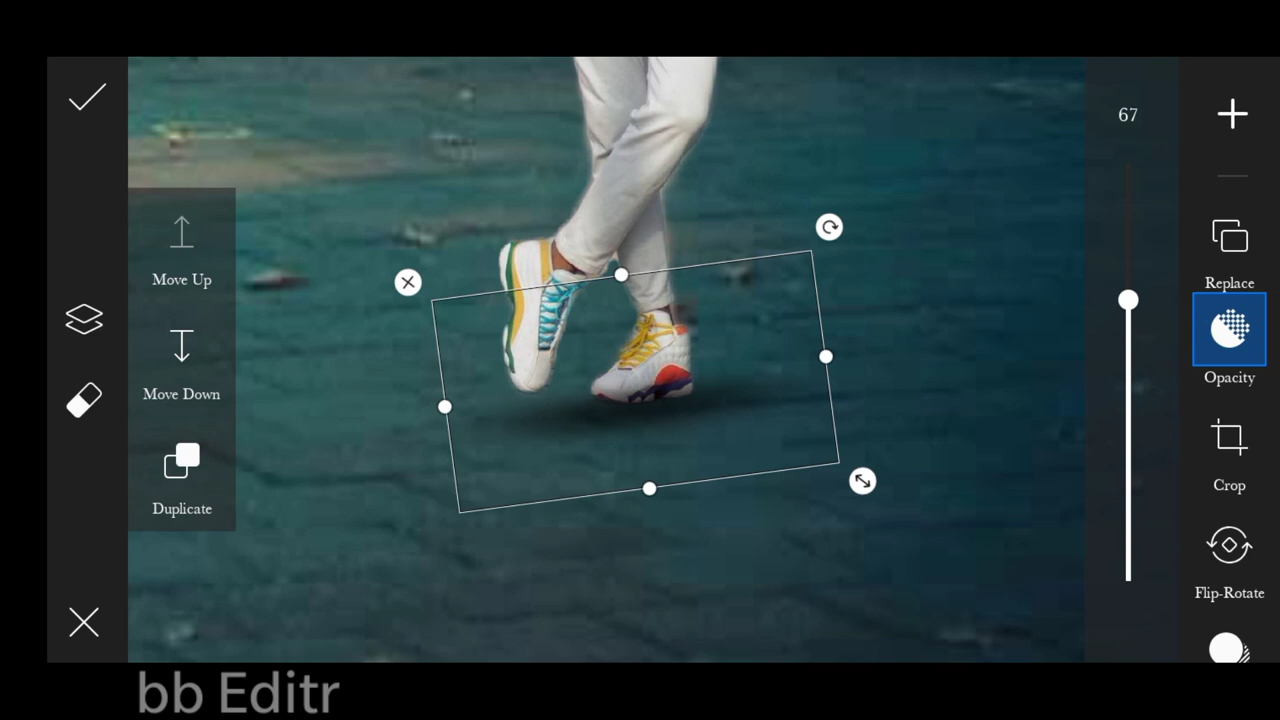 67
Move Up
Replace
Opacity
Move Down
Crop
Duplicate
Flip-Rotate
bb Editr